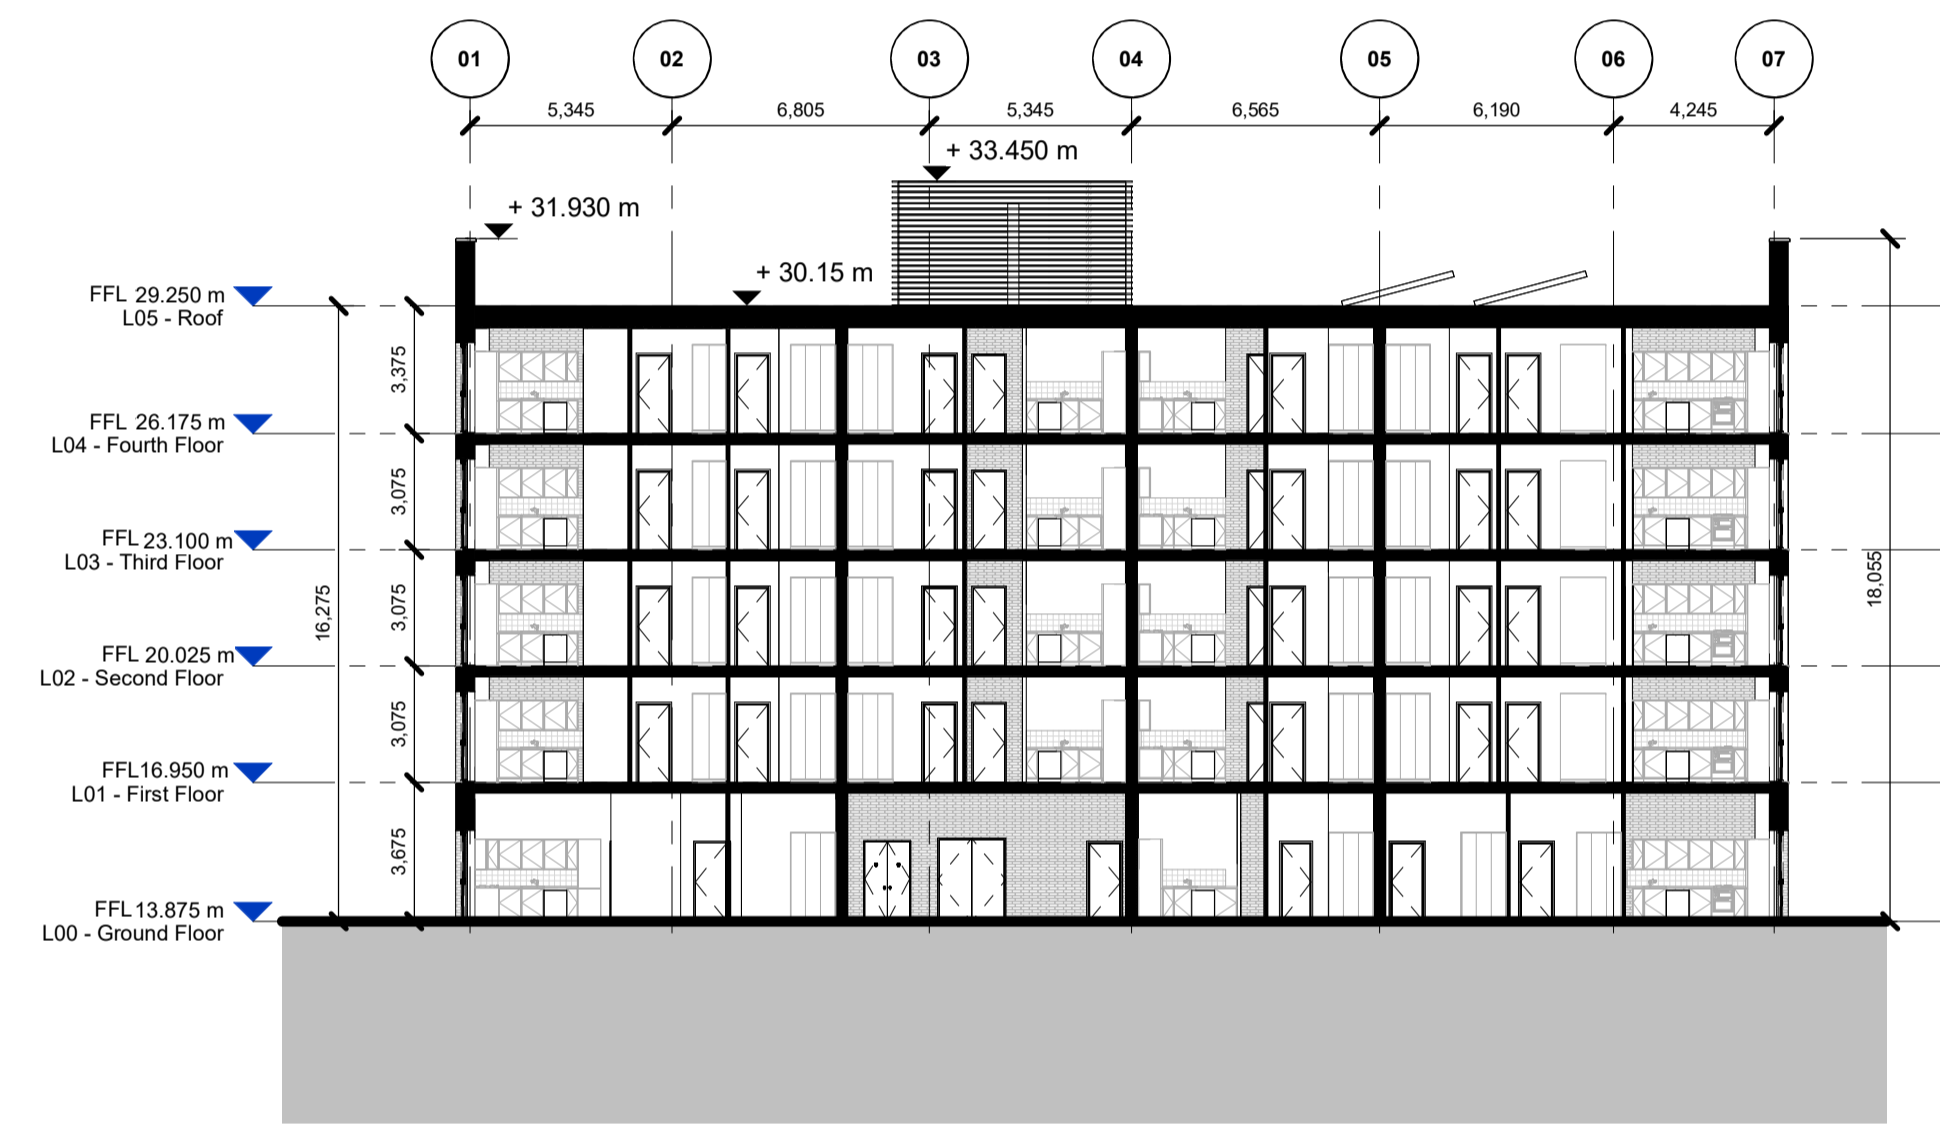 01 02 03 04 05 06 07
5,345 6,805 5,345 6,565 6,190 4,245
+ 33.450 m
+ 31.930 m
+ 30.15 m
FFL 29.250 m
L05 - Roof
3,375
FFL 26.175 m
L04 - Fourth Floor
3,075
FFL 23.100 m
L03 - Third Floor
3,075
16,275
18,055
FFL 20.025 m
L02 - Second Floor
3,075
FFL16.950 m
L01 - First Floor
3,675
FFL13.875 m
L00 - Ground Floor